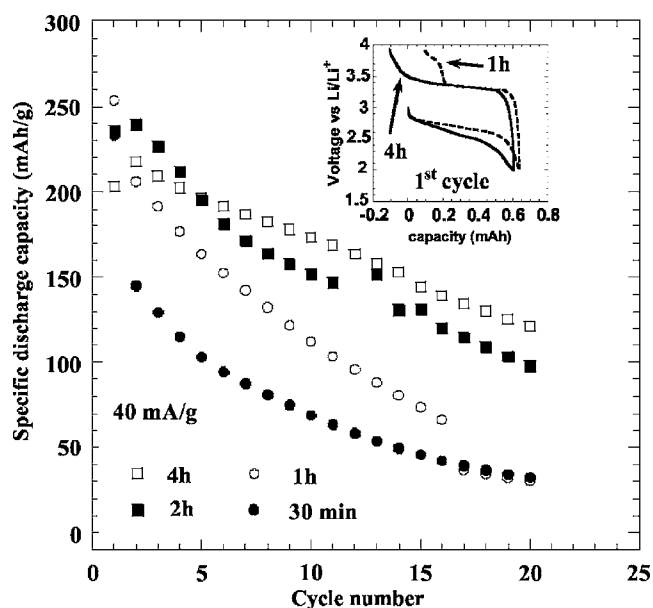 300
250
200
150
100
50
0
Specific discharge capacity (mAh/g)
0 5 10 15 20 25
Cycle number
40 mA/g
4h 1h
2h 30 min
4
3.5
3
2.5
2
1.5
Voltage vs Li/Li+
-0.2 0 0.2 0.4 0.6 0.8
capacity (mAh)
1h
4h
1st cycle